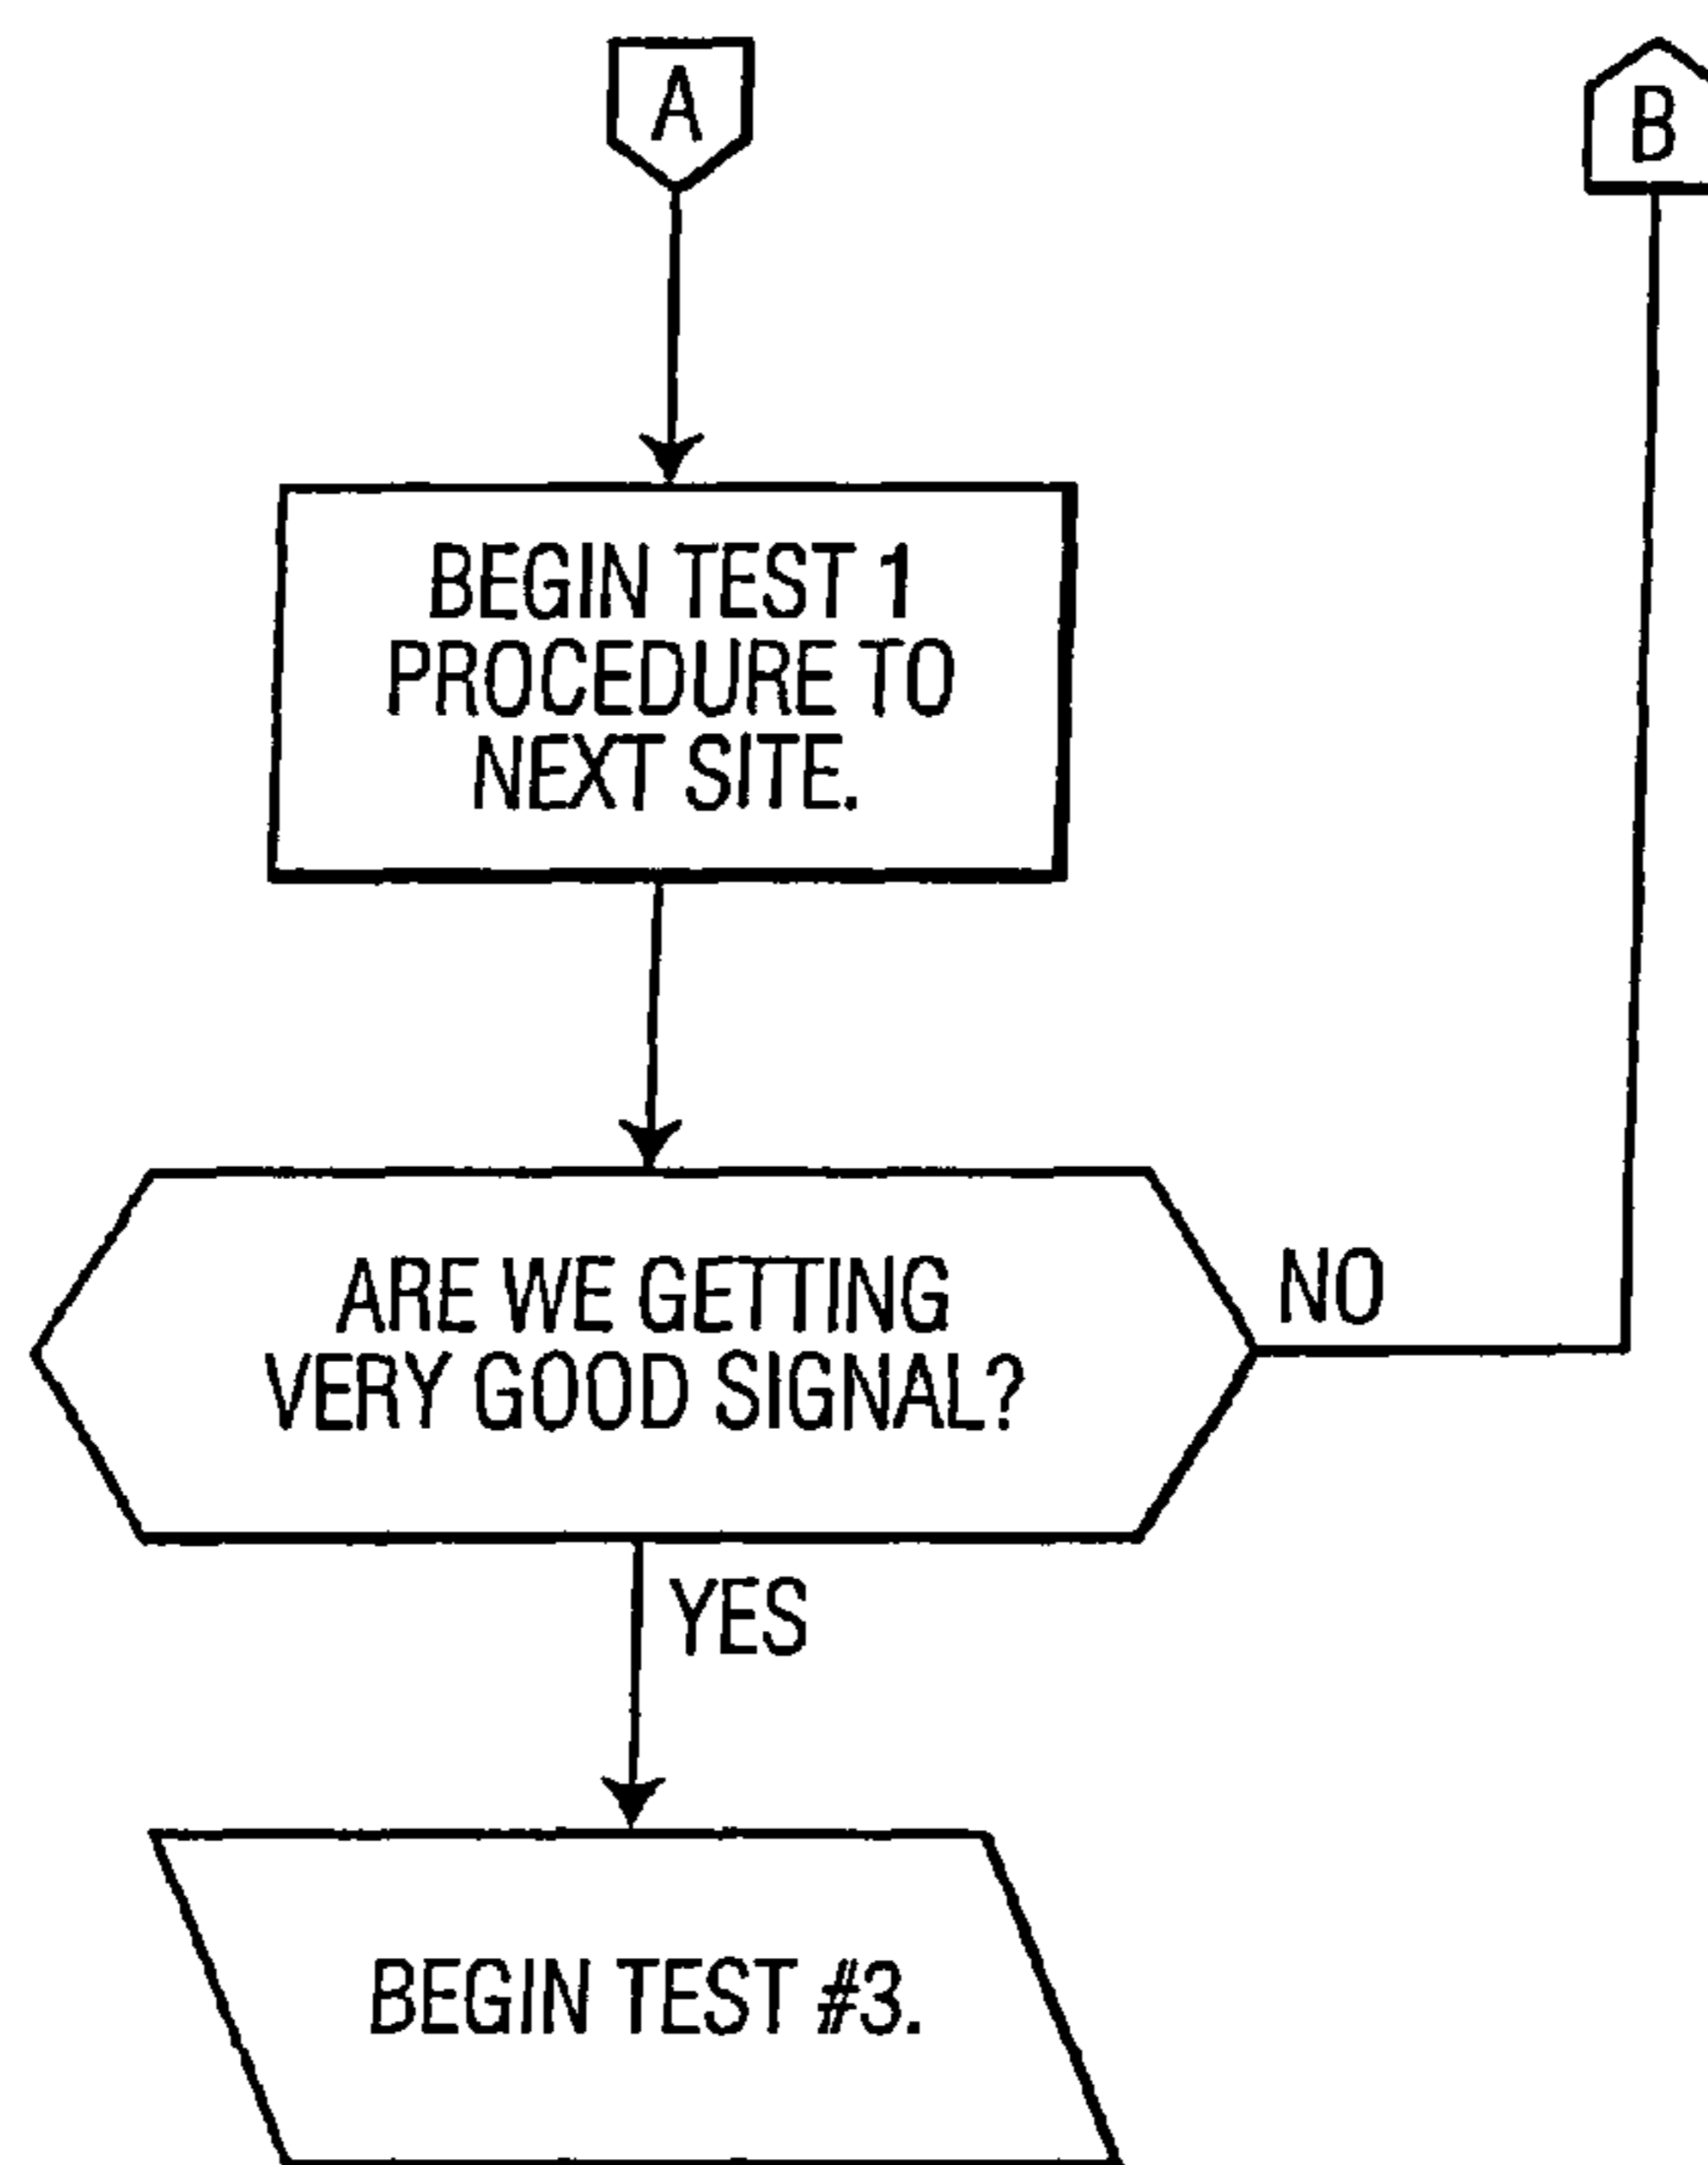 A
B
BEGIN TEST 1
PROCEDURE TO
NEXT SITE.
ARE WE GETTING
VERY GOOD SIGNAL?
NO
YES
BEGIN TEST #3.